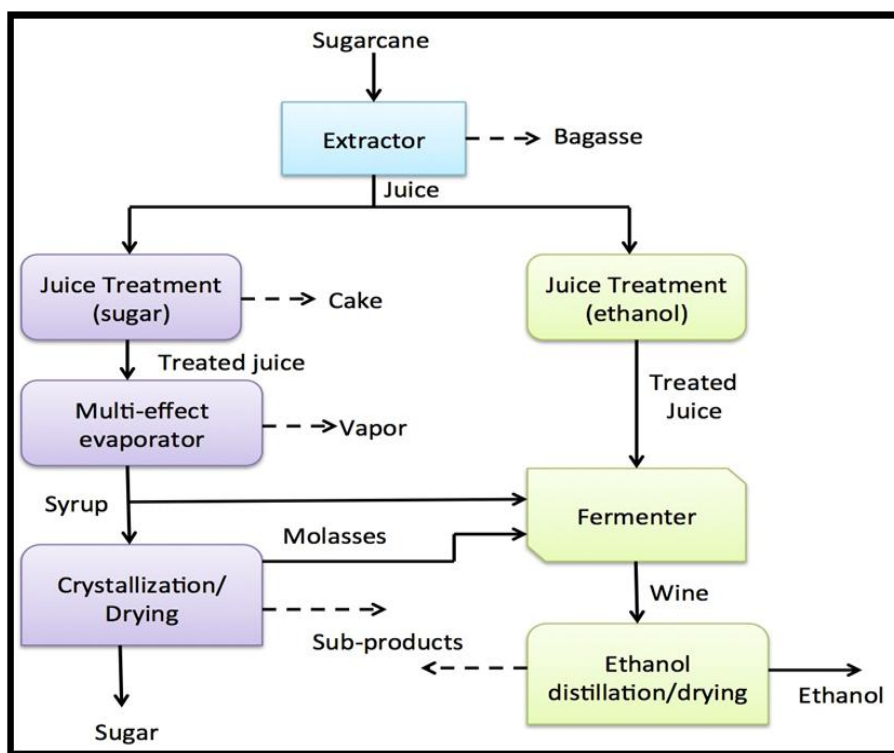 Sugarcane
Extractor
Bagasse
Juice
Juice Treatment
(sugar)
Cake
Juice Treatment
(ethanol)
Treated juice
Treated
Juice
Multi-effect
evaporator
Vapor
Syrup
Fermenter
Molasses
Crystallization/
Drying
Wine
Sub-products
Ethanol
distillation/drying
Ethanol
Sugar